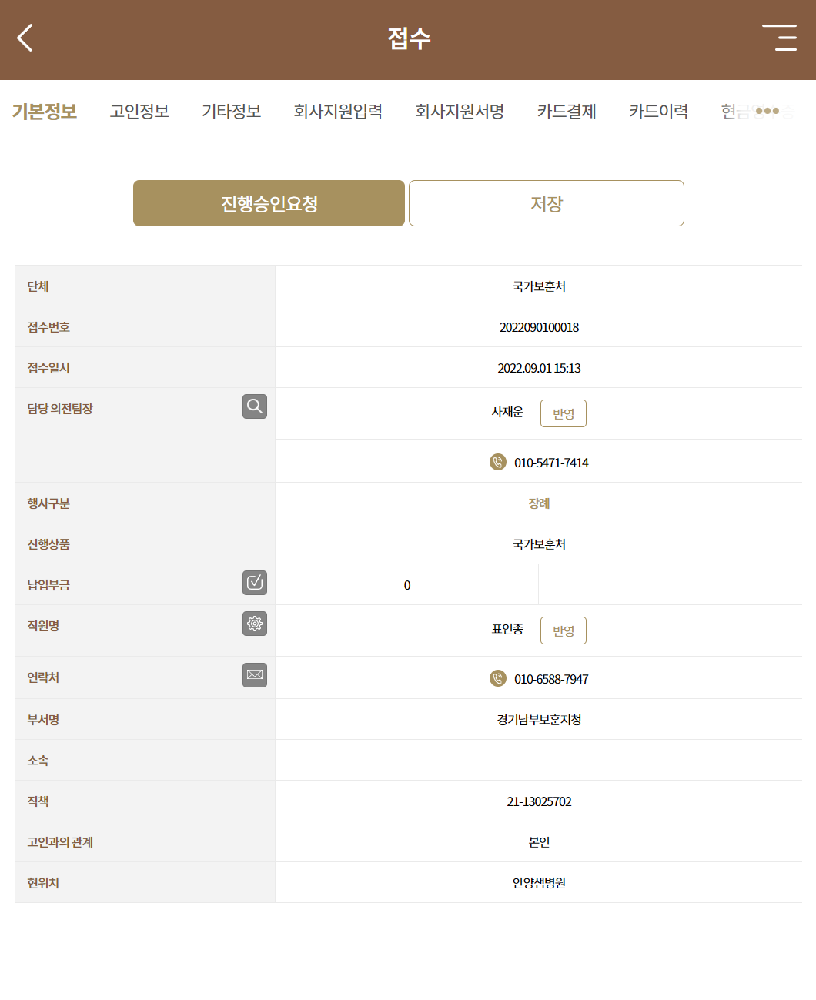 접수
기본정보 고인정보 기타정보 회사지원입력 회사지원서명 카드결제 카드이력 현금영수증
진행승인요청 저장
단체 국가보훈처
접수번호 2022090100018
접수일시 2022.09.01 15:13
담당 의전팀장 사재운 반영
010-5471-7414
행사구분 장례
진행상품 국가보훈처
납입부금 0
직원명 표인종 반영
연락처 010-6588-7947
부서명 경기남부보훈지청
소속
직책 21-13025702
고인과의 관계 본인
현위치 안양샘병원